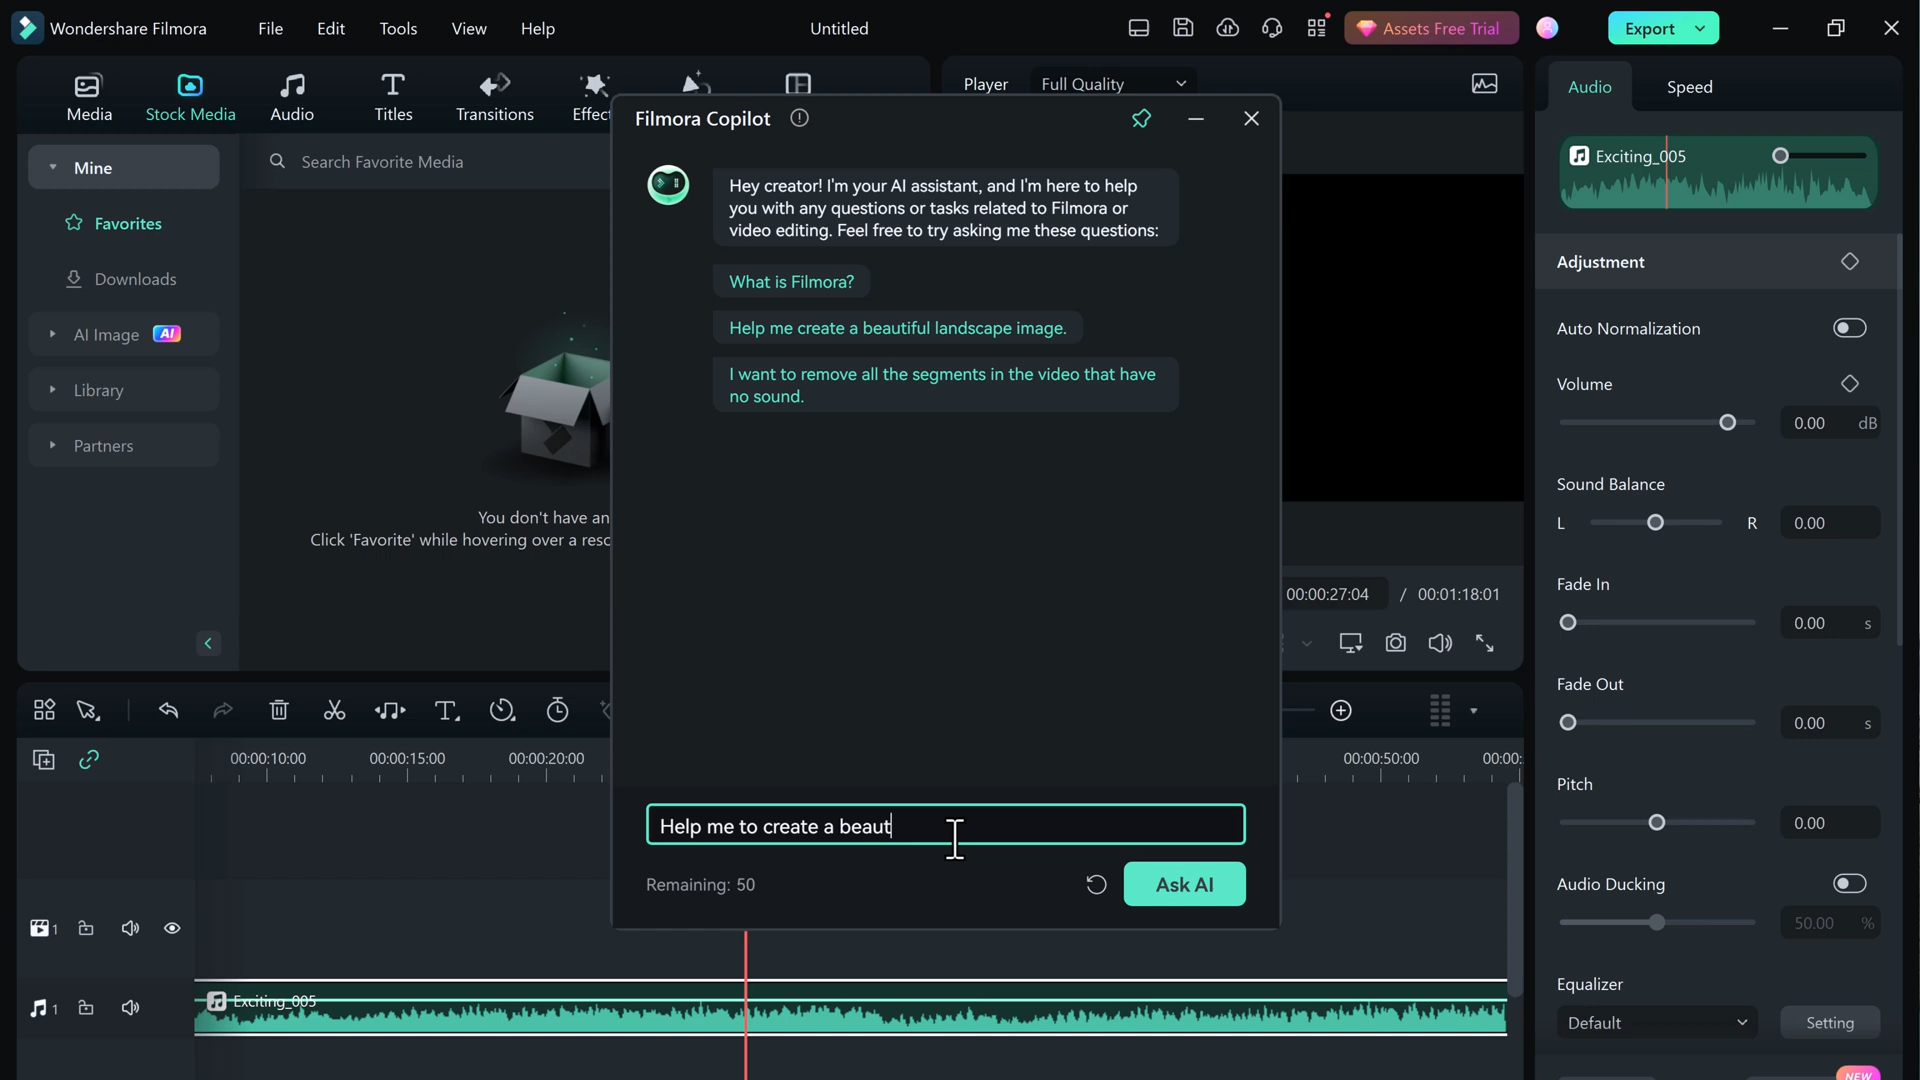 Wondershare Filmora
File
Edit
Tools
View
Help
Untitled
Assets Free Trial
Export
Media
Stock Media
Audio
Titles
Transitions
Player
Full Quality
Audio
Speed
Mine
Favorites
Downloads
AI Image
AI
Library
Partners
Search Favorite Media
You don't have an
Click 'Favorite' while hovering over a
Filmora Copilot
Hey creator! I'm your AI assistant, and I'm here to help
you with any questions or tasks related to Filmora or
video editing. Feel free to try asking me these questions:
What is Filmora?
Help me create a beautiful landscape image.
I want to remove all the segments in the video that have
no sound.
Help me to create a beaut
Remaining: 50
Ask AI
00:00:27:04 / 00:01:18:01
Exciting_005
Adjustment
Auto Normalization
Volume
0.00 dB
Sound Balance
L R 0.00
Fade In
0.00 s
Fade Out
0.00 s
Pitch
0.00
Audio Ducking
50.00 %
Equalizer
Default
Setting
NEW
00:00:10:00
00:00:15:00
00:00:20:00
00:00:50:00
00:00:
1
1
Exciting_005